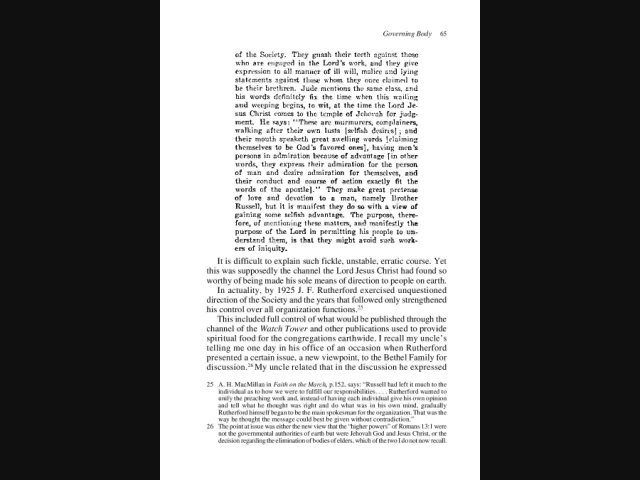 Governing Body 65
of the Society. They gnash their teeth against those
who are engaged in the Lord's work, and they give
expression to all manner of ill will, malice and lying
statements against those whom they once claimed to
be their brethren. Jude mentions the same class, and
his words definitely fix the time when this wailing
and weeping begins, to wit, at the time the Lord Je-
sus Christ comes to the temple of Jehovah for judg-
ment. He says: "These are murmurers, complainers,
walking after their own lusts [selfish desires]; and
their mouth speaketh great swelling words [claiming
themselves to be God's favored ones], having men's
persons in admiration because of advantage [in other
words, they express their admiration for the person
of man and desire admiration for themselves, and
their conduct and course of action exactly fit the
words of the apostle]." They make great pretense
of love and devotion to a man, namely Brother
Russell, but it is manifest they do so with a view of
gaining some selfish advantage. The purpose, there-
fore, of mentioning these matters, and manifestly the
purpose of the Lord in permitting his people to un-
derstand them, is that they might avoid such work-
ers of iniquity.
It is difficult to explain such fickle, unstable, erratic course. Yet
this was supposedly the channel the Lord Jesus Christ had found so
worthy of being made his sole means of direction to people on earth.
In actuality, by 1925 J. F. Rutherford exercised unquestioned
direction of the Society and the years that followed only strengthened
his control over all organization functions.25
This included full control of what would be published through the
channel of the Watch Tower and other publications used to provide
spiritual food for the congregations earthwide. I recall my uncle's
telling me one day in his office of an occasion when Rutherford
presented a certain issue, a new viewpoint, to the Bethel Family for
discussion.26 My uncle related that in the discussion he expressed
25 A. H. MacMillan in Faith on the March, p.152, says: "Russell had left it much to the
individual as to how we were to fulfill our responsibilities. . . . Rutherford wanted to
unify the preaching work and, instead of having each individual give his own opinion
and tell what he thought was right and do what was in his own mind, gradually
Rutherford himself began to be the main spokesman for the organization. That was the
way he thought the message could best be given without contradiction."
26 The point at issue was either the new view that the "higher powers" of Romans 13:1 were
not the governmental authorities of earth but were Jehovah God and Jesus Christ, or the
decision regarding the elimination of bodies of elders, which of the two I do not now recall.